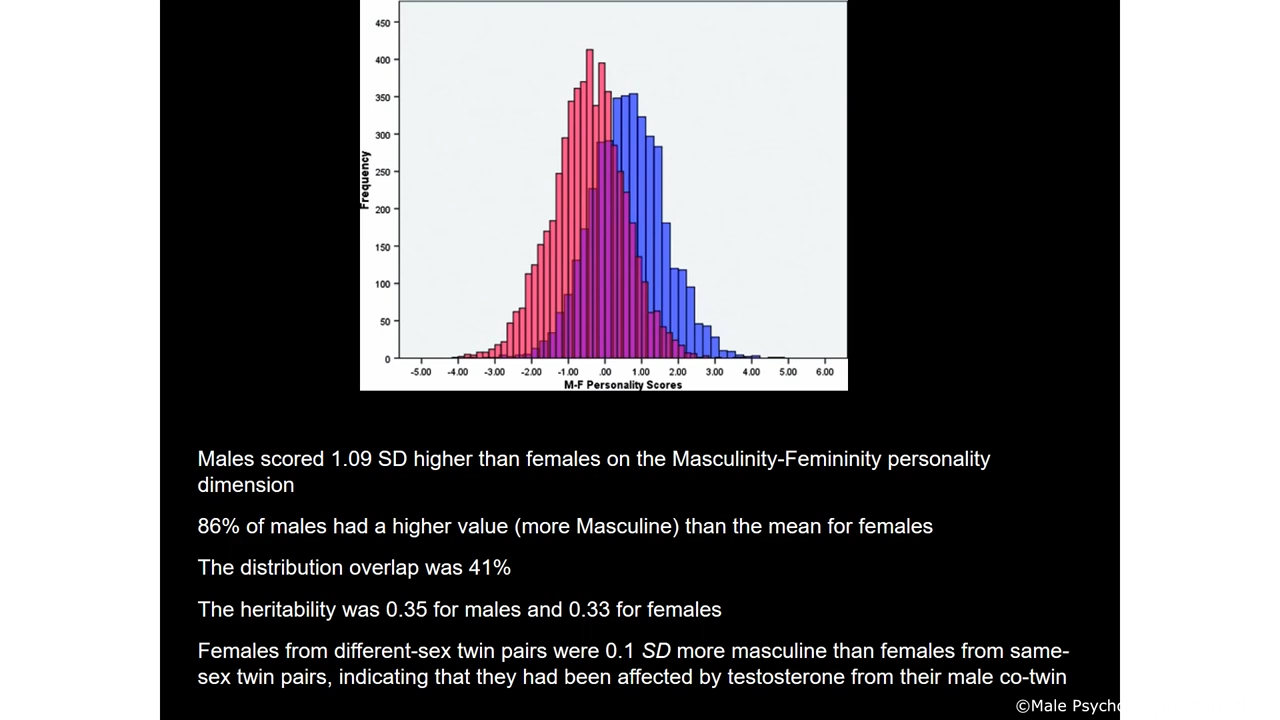 450
400
350
300
250
200
150
100
50
0
Frequency
-5.00 -4.00 -3.00 -2.00 -1.00 .00 1.00 2.00 3.00 4.00 5.00 6.00
M-F Personality Scores
Males scored 1.09 SD higher than females on the Masculinity-Femininity personality
dimension
86% of males had a higher value (more Masculine) than the mean for females
The distribution overlap was 41%
The heritability was 0.35 for males and 0.33 for females
Females from different-sex twin pairs were 0.1 SD more masculine than females from same-
sex twin pairs, indicating that they had been affected by testosterone from their male co-twin
©Male Psycho